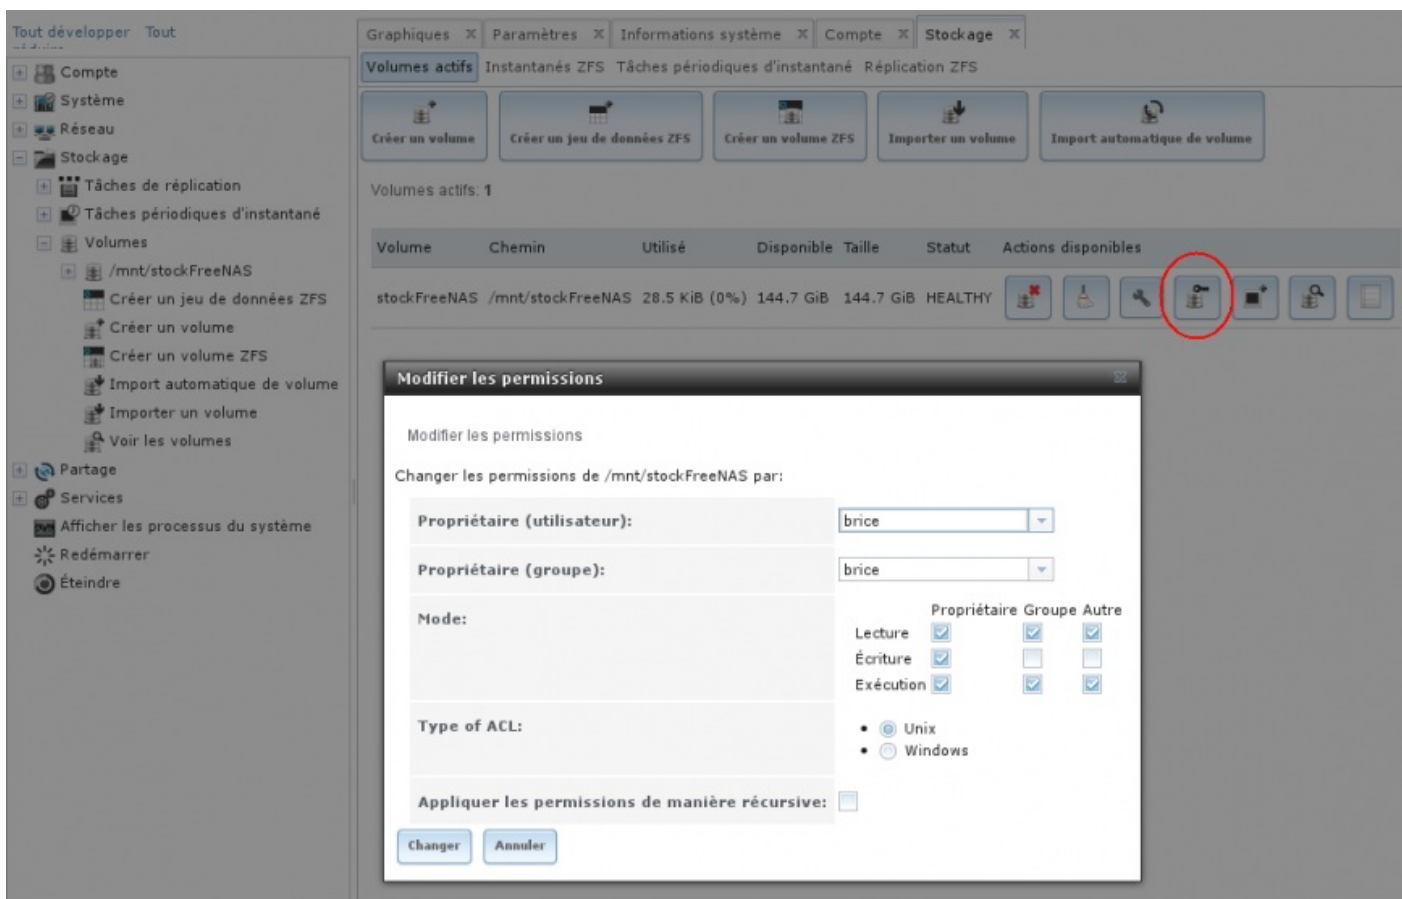 Tout développer Tout
Compte
Système
Réseau
Stockage
Tâches de réplication
Tâches périodiques d'instantané
Volumes
/mnt/stockFreeNAS
Créer un jeu de données ZFS
Créer un volume
Créer un volume ZFS
Import automatique de volume
Importer un volume
Voir les volumes
Partage
Services
Afficher les processus du système
Redémarrer
Éteindre
Graphiques Paramètres Informations système Compte Stockage
Volumes actifs Instantanés ZFS Tâches périodiques d'instantané Réplication ZFS
Créer un volume Créer un jeu de données ZFS Créer un volume ZFS Importer un volume Import automatique de volume
Volumes actifs: 1
Volume Chemin Utilisé Disponible Taille Statut Actions disponibles
stockFreeNAS /mnt/stockFreeNAS 28.5 KiB (0%) 144.7 GiB 144.7 GiB HEALTHY
Modifier les permissions
Modifier les permissions
Changer les permissions de /mnt/stockFreeNAS par:
Propriétaire (utilisateur): brice
Propriétaire (groupe): brice
Mode:
Propriétaire Groupe Autre
Lecture
Écriture
Exécution
Type of ACL:
• Unix
• Windows
Appliquer les permissions de manière récursive:
Changer Annuler